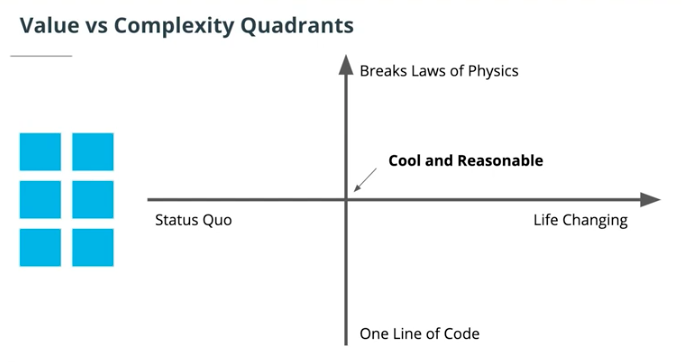 Value vs Complexity Quadrants
Breaks Laws of Physics
Cool and Reasonable
Status Quo
Life Changing
One Line of Code